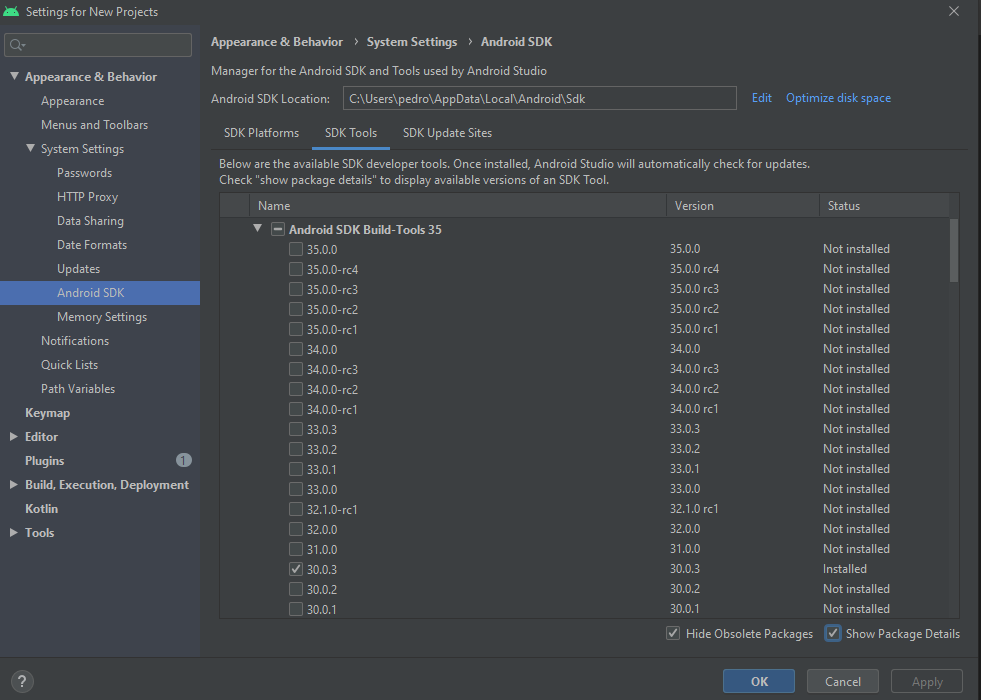 Settings for New Projects
Appearance & Behavior
Appearance
Menus and Toolbars
System Settings
Passwords
HTTP Proxy
Data Sharing
Date Formats
Updates
Android SDK
Memory Settings
Notifications
Quick Lists
Path Variables
Keymap
Editor
Plugins 1
Build, Execution, Deployment
Kotlin
Tools
Appearance & Behavior › System Settings › Android SDK
Manager for the Android SDK and Tools used by Android Studio
Android SDK Location: C:\Users\pedro\AppData\Local\Android\Sdk Edit Optimize disk space
SDK Platforms SDK Tools SDK Update Sites
Below are the available SDK developer tools. Once installed, Android Studio will automatically check for updates.
Check "show package details" to display available versions of an SDK Tool.
Name Version Status
Android SDK Build-Tools 35
35.0.0 35.0.0 Not installed
35.0.0-rc4 35.0.0 rc4 Not installed
35.0.0-rc3 35.0.0 rc3 Not installed
35.0.0-rc2 35.0.0 rc2 Not installed
35.0.0-rc1 35.0.0 rc1 Not installed
34.0.0 34.0.0 Not installed
34.0.0-rc3 34.0.0 rc3 Not installed
34.0.0-rc2 34.0.0 rc2 Not installed
34.0.0-rc1 34.0.0 rc1 Not installed
33.0.3 33.0.3 Not installed
33.0.2 33.0.2 Not installed
33.0.1 33.0.1 Not installed
33.0.0 33.0.0 Not installed
32.1.0-rc1 32.1.0 rc1 Not installed
32.0.0 32.0.0 Not installed
31.0.0 31.0.0 Not installed
30.0.3 30.0.3 Installed
30.0.2 30.0.2 Not installed
30.0.1 30.0.1 Not installed
Hide Obsolete Packages Show Package Details
? OK Cancel Apply